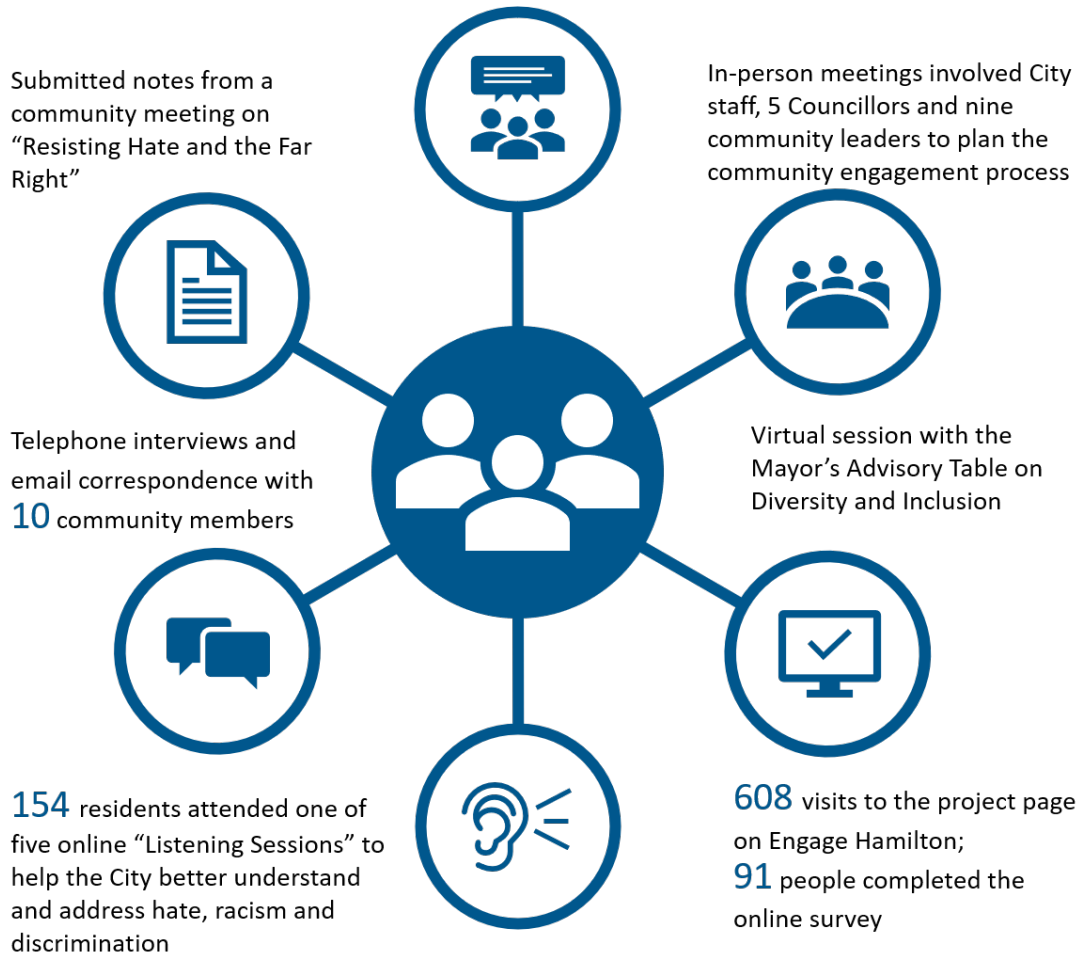 Submitted notes from a
community meeting on
“Resisting Hate and the Far
Right”
In-person meetings involved City
staff, 5 Councillors and nine
community leaders to plan the
community engagement process
Telephone interviews and
email correspondence with
10 community members
Virtual session with the
Mayor’s Advisory Table on
Diversity and Inclusion
154 residents attended one of
five online “Listening Sessions” to
help the City better understand
and address hate, racism and
discrimination
608 visits to the project page
on Engage Hamilton;
91 people completed the
online survey